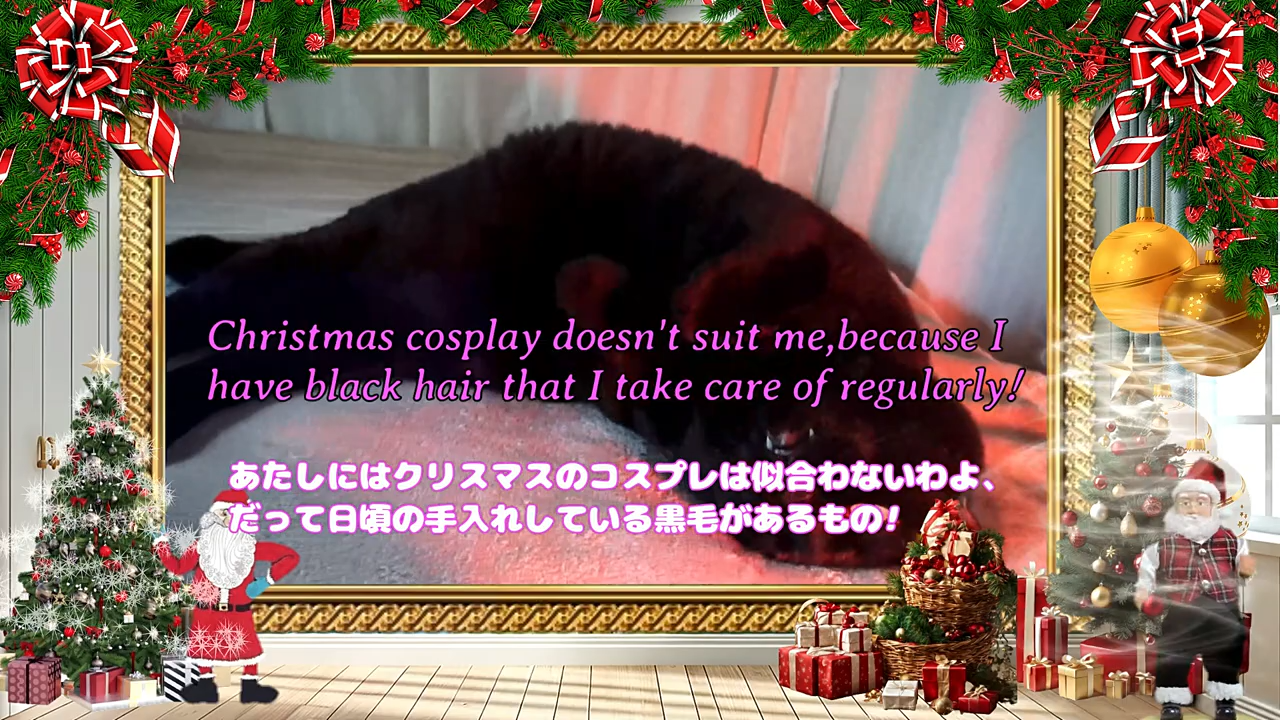 Christmas cosplay doesn't suit me,because I
have black hair that I take care of regularly!
あたしにはクリスマスのコスプレは似合わないわよ、
だって日頃の手入れしている黒毛があるもの!